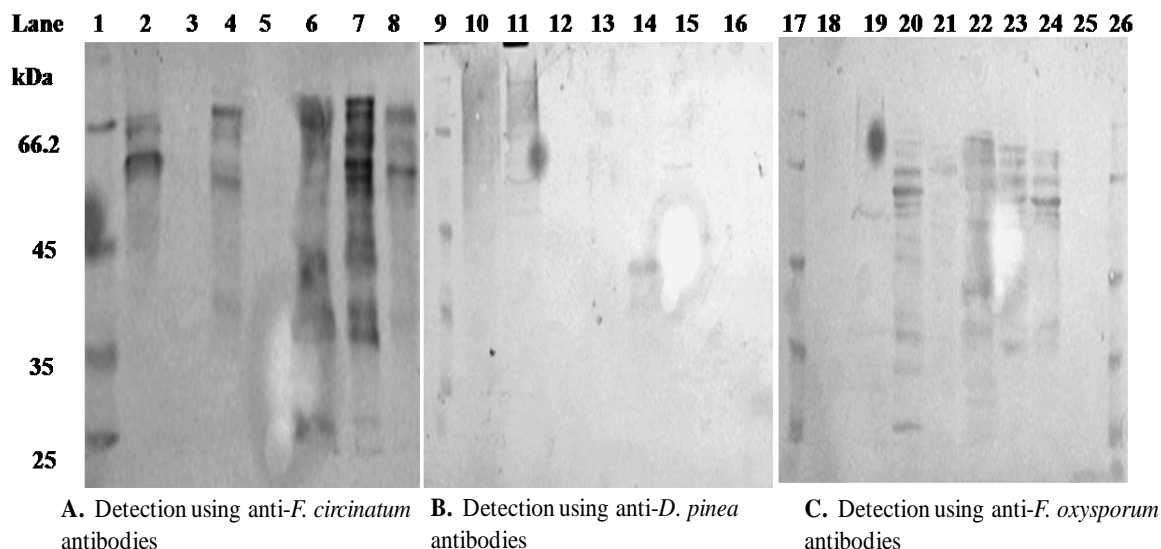 Lane 1 2 3 4 5 6 7 8 9 10 11 12 13 14 15 16 17 18 19 20 21 22 23 24 25 26
kDa
66.2
45
35
25
A. Detection using anti-F. circinatum
antibodies
B. Detection using anti-D. pinea
antibodies
C. Detection using anti-F. oxysporum
antibodies